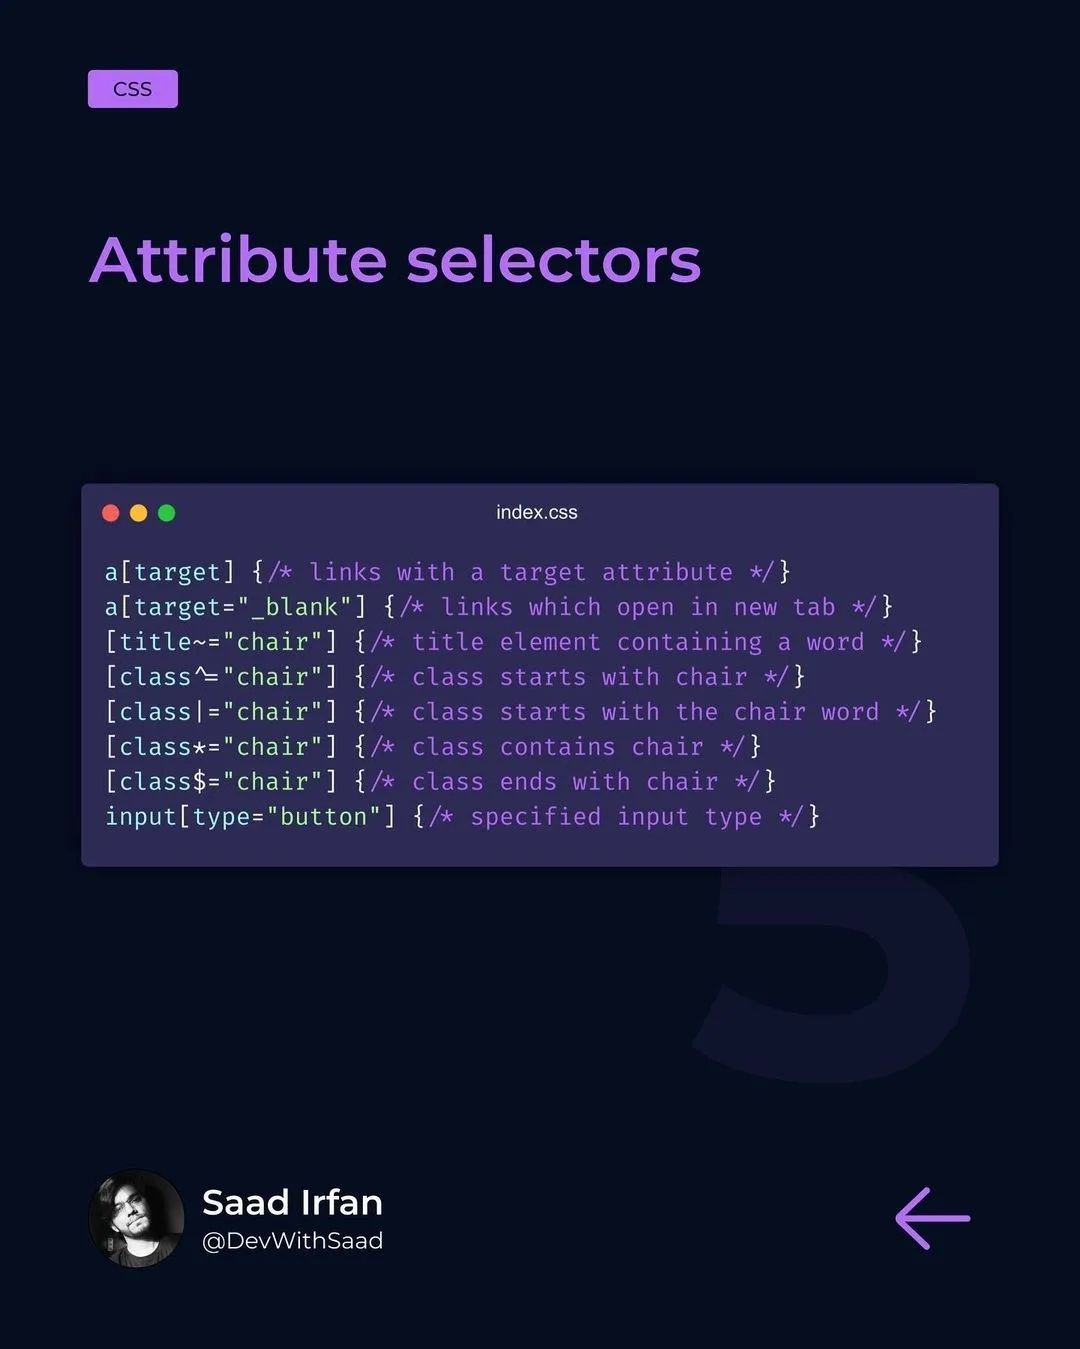 CSS
Attribute selectors
index.css
a[target] {/* links with a target attribute */}
a[target="_blank"] {/* links which open in new tab */}
[title~="chair"] {/* title element containing a word */}
[class^="chair"] {/* class starts with chair */}
[class|="chair"] {/* class starts with the chair word */}
[class*="chair"] {/* class contains chair */}
[class$="chair"] {/* class ends with chair */}
input[type="button"] {/* specified input type */}
5
Saad Irfan
@DevWithSaad